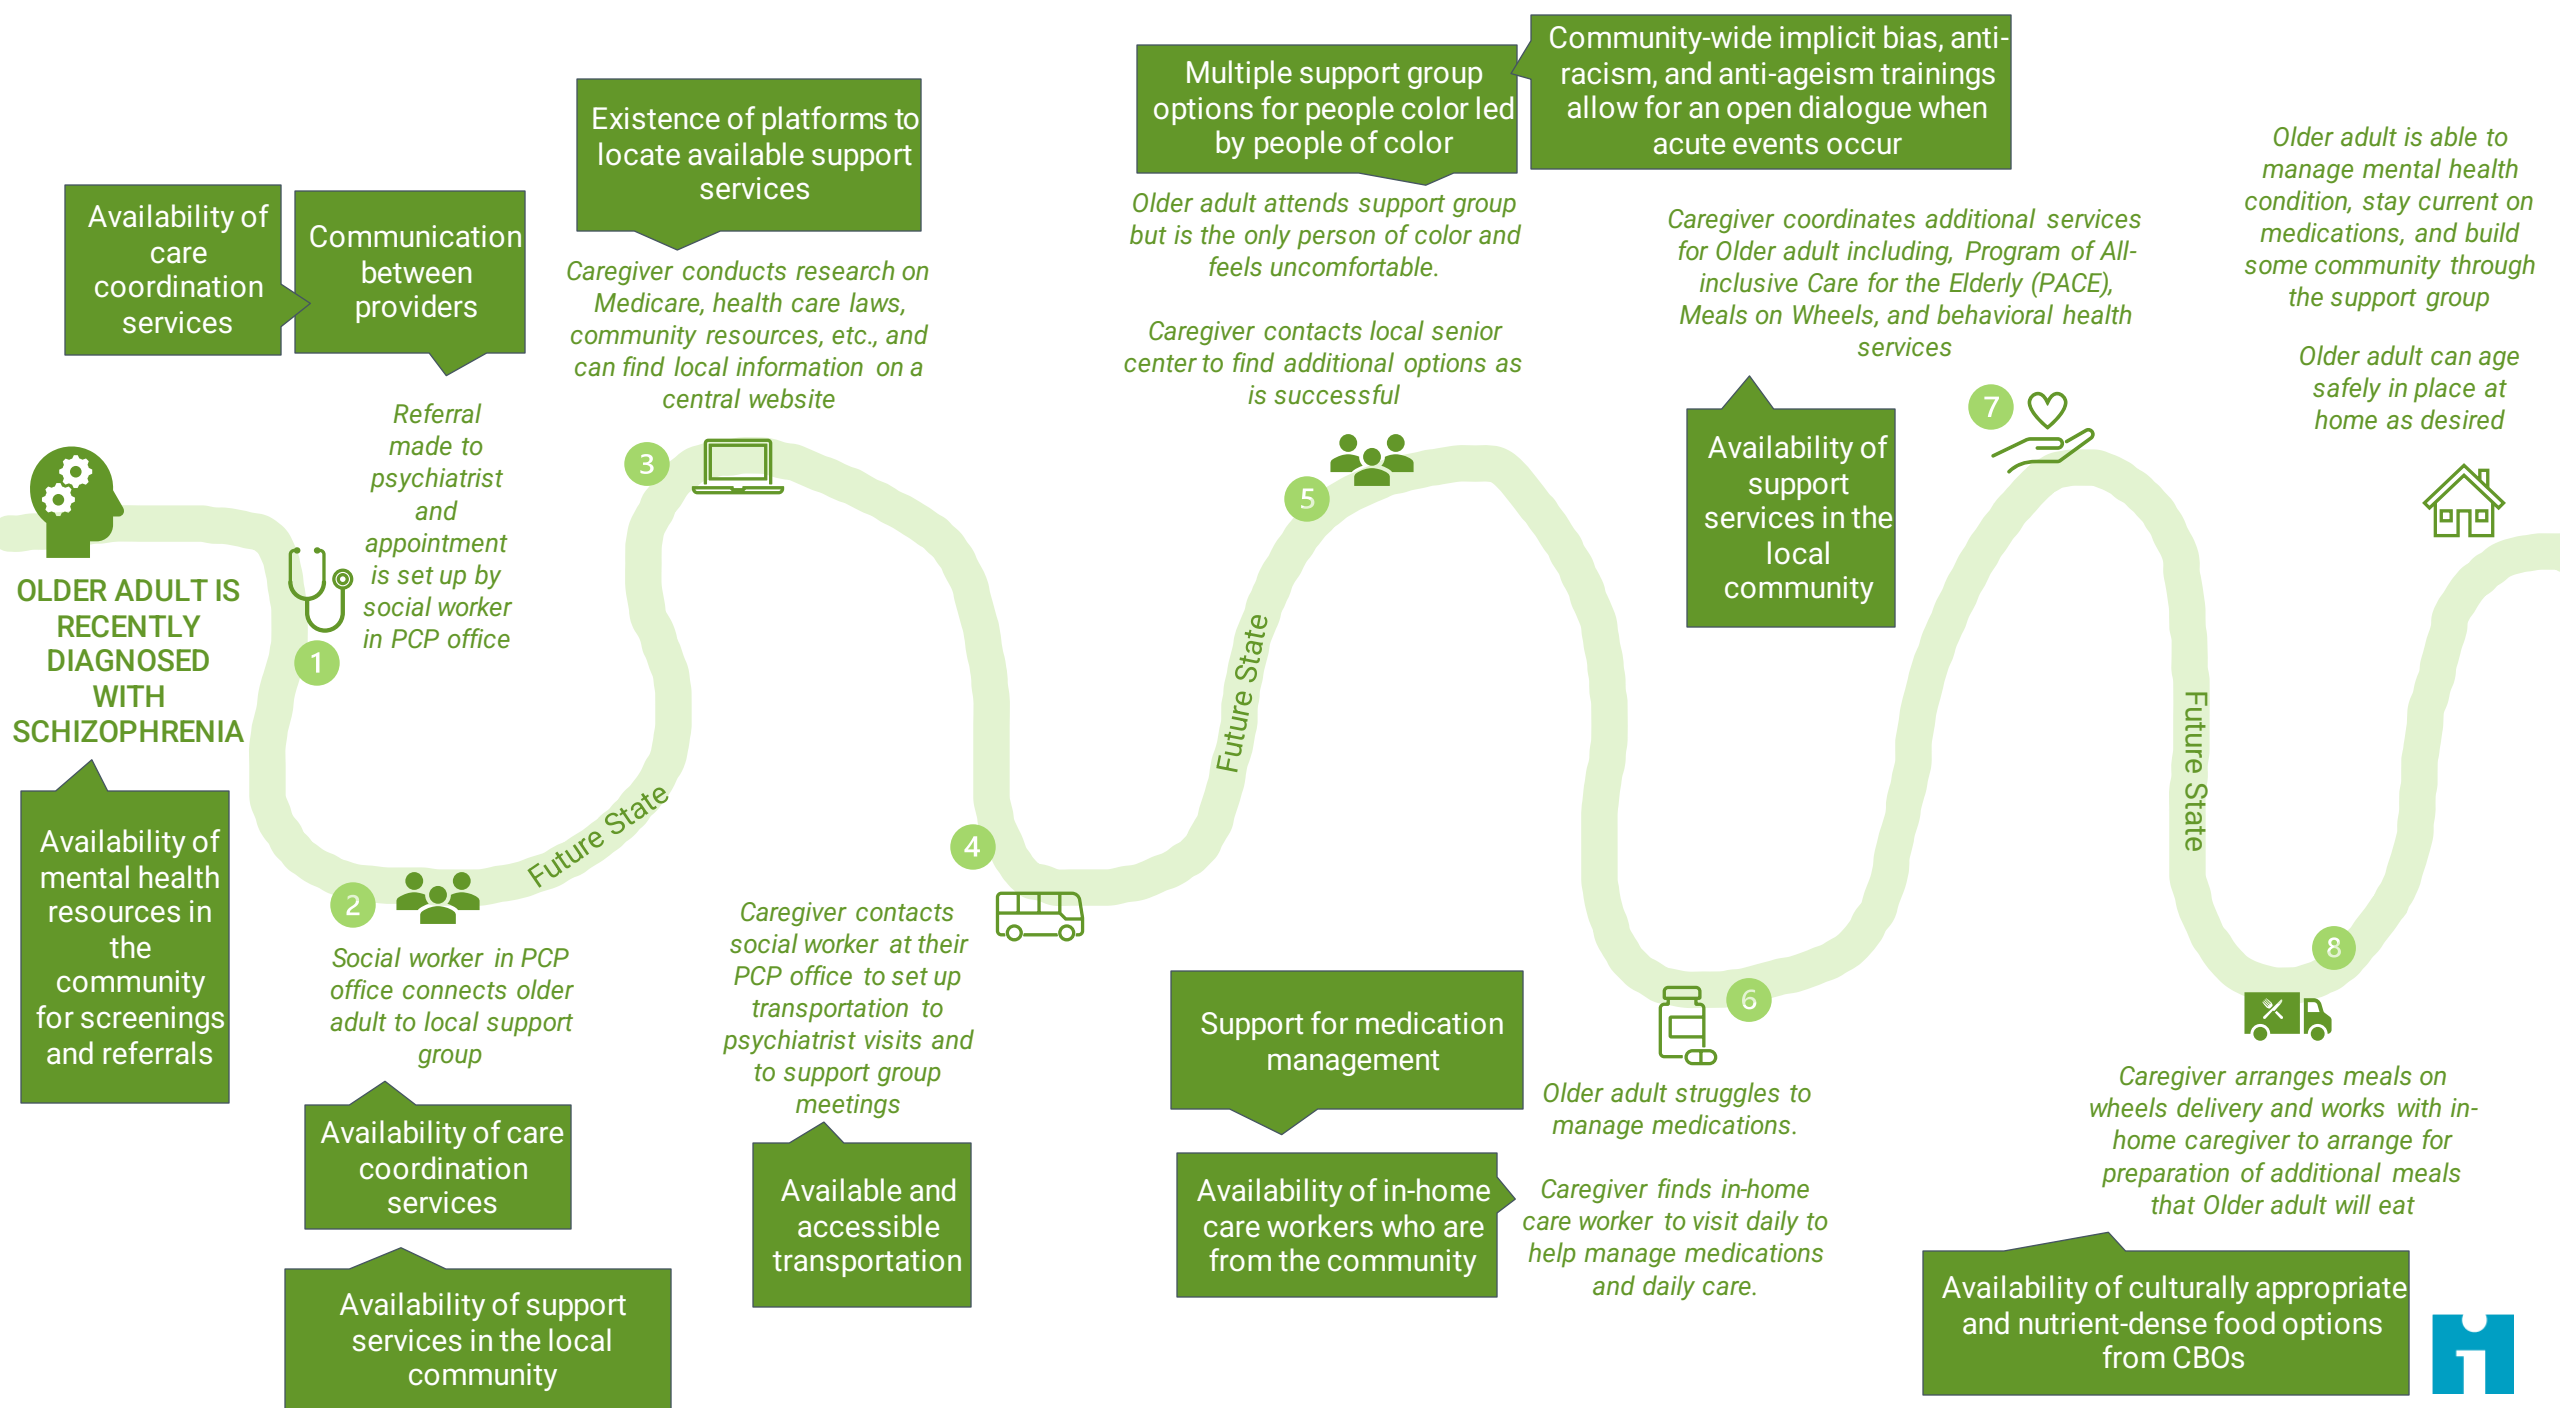 OLDER ADULT IS
RECENTLY
DIAGNOSED
WITH
SCHIZOPHRENIA
Availability of
mental health
resources in
the
community
for screenings
and referrals
Availability of
care
coordination
services
Communication
between
providers
Referral
made to
psychiatrist
and
appointment
is set up by
social worker
in PCP office
1
2
Social worker in PCP
office connects older
adult to local support
group
Availability of care
coordination
services
Availability of support
services in the local
community
Future State
Existence of platforms to
locate available support
services
Caregiver conducts research on
Medicare, health care laws,
community resources, etc., and
can find local information on a
central website
3
4
Caregiver contacts
social worker at their
PCP office to set up
transportation to
psychiatrist visits and
to support group
meetings
Available and
accessible
transportation
Future State
Multiple support group
options for people color led
by people of color
Community-wide implicit bias, anti-
racism, and anti-ageism trainings
allow for an open dialogue when
acute events occur
Older adult attends support group
but is the only person of color and
feels uncomfortable.
Caregiver contacts local senior
center to find additional options as
is successful
5
Support for medication
management
Availability of in-home
care workers who are
from the community
6
Older adult struggles to
manage medications.
Caregiver finds in-home
care worker to visit daily to
help manage medications
and daily care.
Caregiver coordinates additional services
for Older adult including, Program of All-
inclusive Care for the Elderly (PACE),
Meals on Wheels, and behavioral health
services
Availability of
support
services in the
local
community
7
Future State
8
Caregiver arranges meals on
wheels delivery and works with in-
home caregiver to arrange for
preparation of additional meals
that Older adult will eat
Availability of culturally appropriate
and nutrient-dense food options
from CBOs
Older adult is able to
manage mental health
condition, stay current on
medications, and build
some community through
the support group
Older adult can age
safely in place at
home as desired